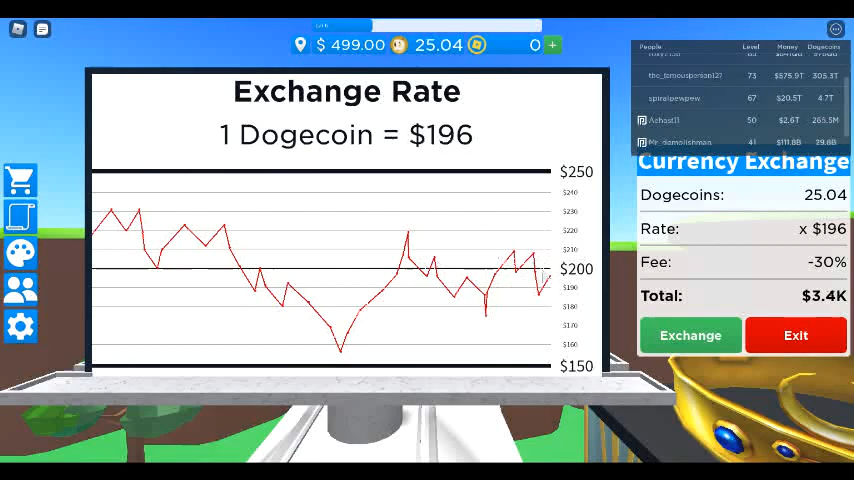 $ 499.00 25.04 0 +
People Level Money Dogecoins
the_famousperson12? 73 $575.9T 305.3T
spiralpewpew 67 $20.5T 4.7T
Aehast11 50 $2.6T 265.5M
Mr_demolishman 41 $111.8B 29.8B
Exchange Rate
1 Dogecoin = $196
$250
$240
$230
$220
$210
$200
$190
$180
$170
$160
$150
Currency Exchange
Dogecoins: 25.04
Rate: x $196
Fee: -30%
Total: $3.4K
Exchange Exit